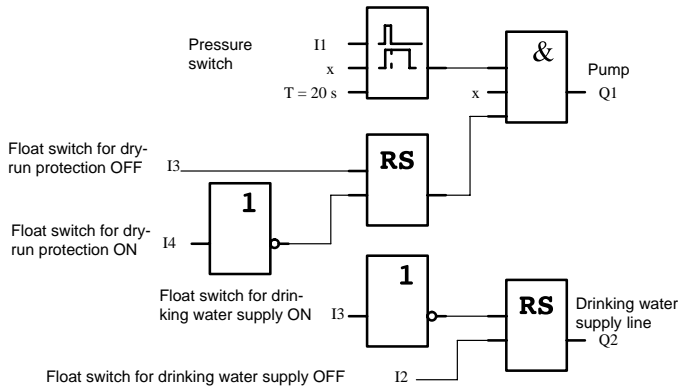 Pressure
switch
I1
x
T = 20 s
&
x
Pump
Q1
Float switch for dry-
run protection OFF
I3
RS
1
Float switch for dry-
run protection ON
I4
1
Float switch for drin-
king water supply ON
I3
RS
Drinking water
supply line
Q2
Float switch for drinking water supply OFF
I2